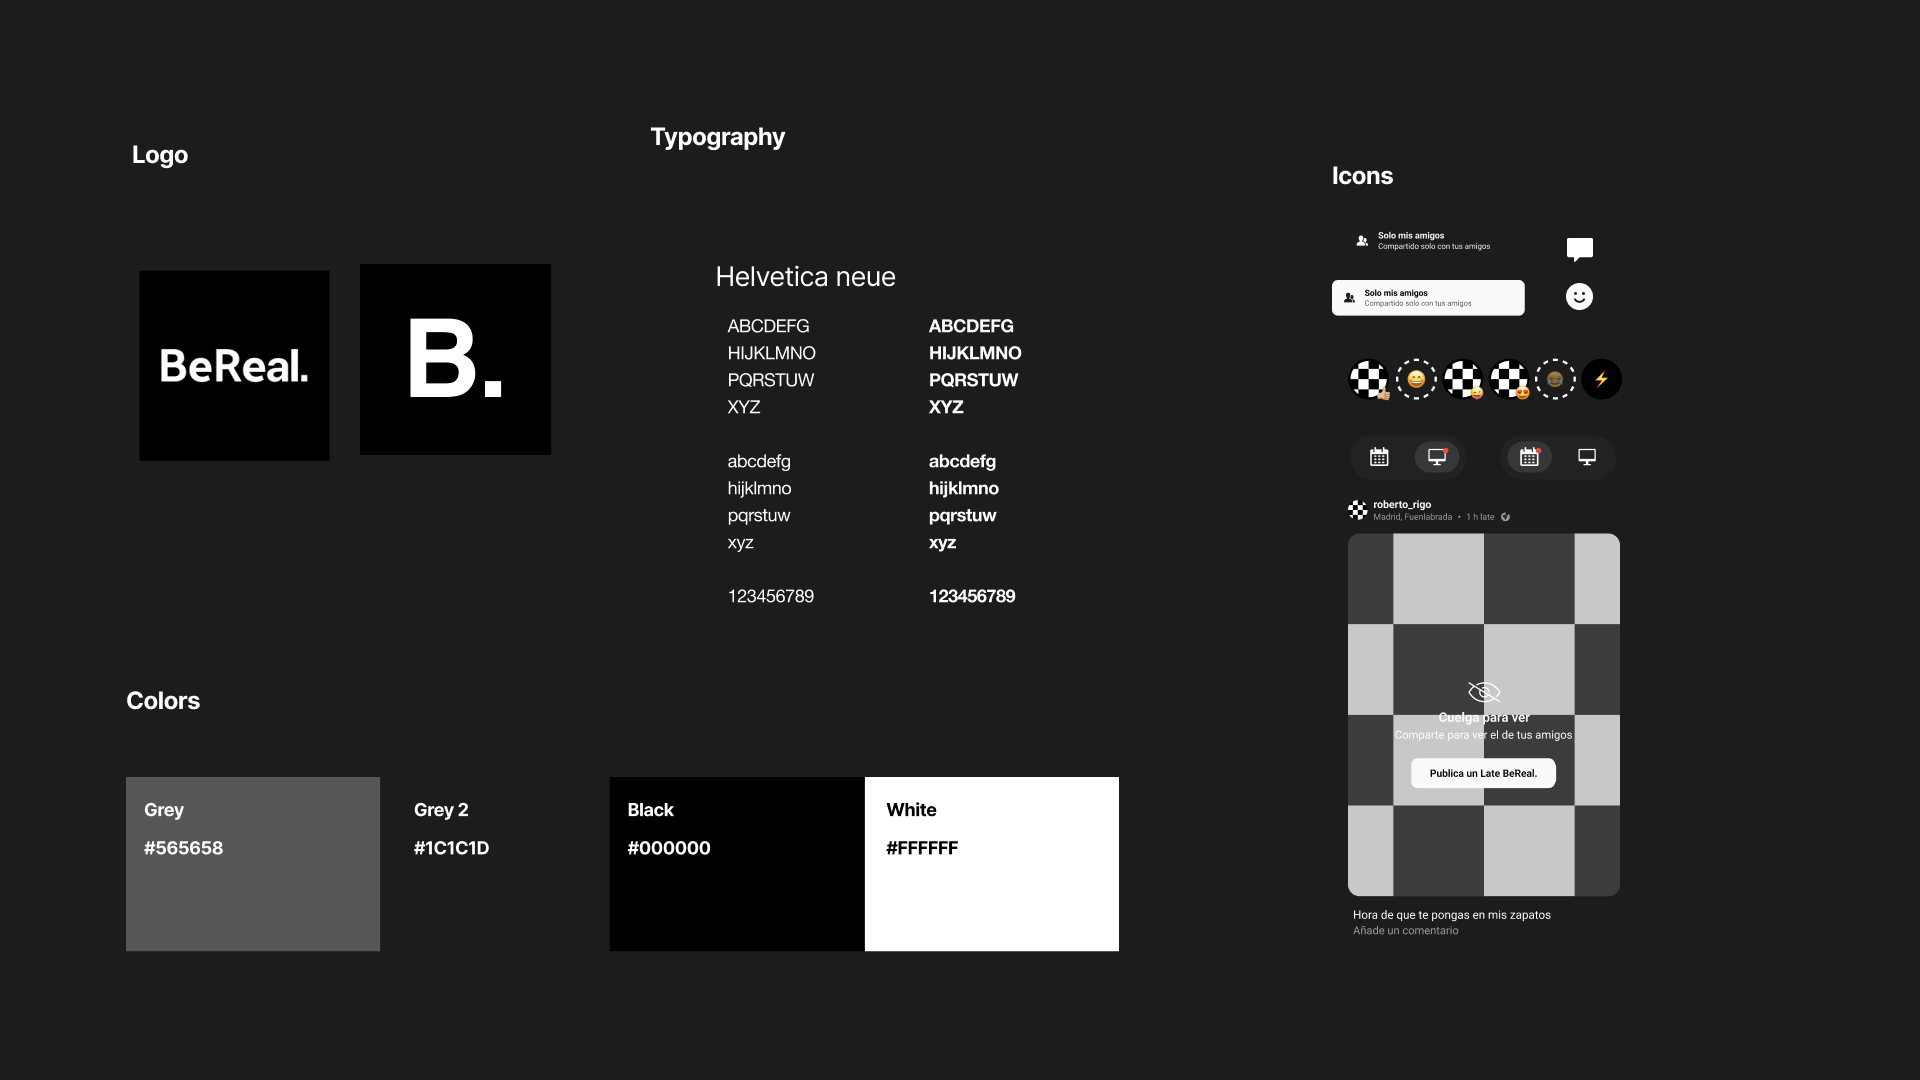 Logo
BeReal.
B.
Typography
Helvetica neue
ABCDEFG
HIJKLMNO
PQRSTUW
XYZ
abcdefg
hijklmno
pqrstuw
xyz
123456789
ABCDEFG
HIJKLMNO
PQRSTUW
XYZ
abcdefg
hijklmno
pqrstuw
xyz
123456789
Colors
Grey
#565658
Grey 2
#1C1C1D
Black
#000000
White
#FFFFFF
Icons
Solo mis amigos
Compartido solo con tus amigos
Solo mis amigos
Compartido solo con tus amigos
roberto_rigo
Madrid, Fuenlabrada • 1 h late
Cuelga para ver
Comparte para ver el de tus amigos
Publica un Late BeReal.
Hora de que te pongas en mis zapatos
Añade un comentario